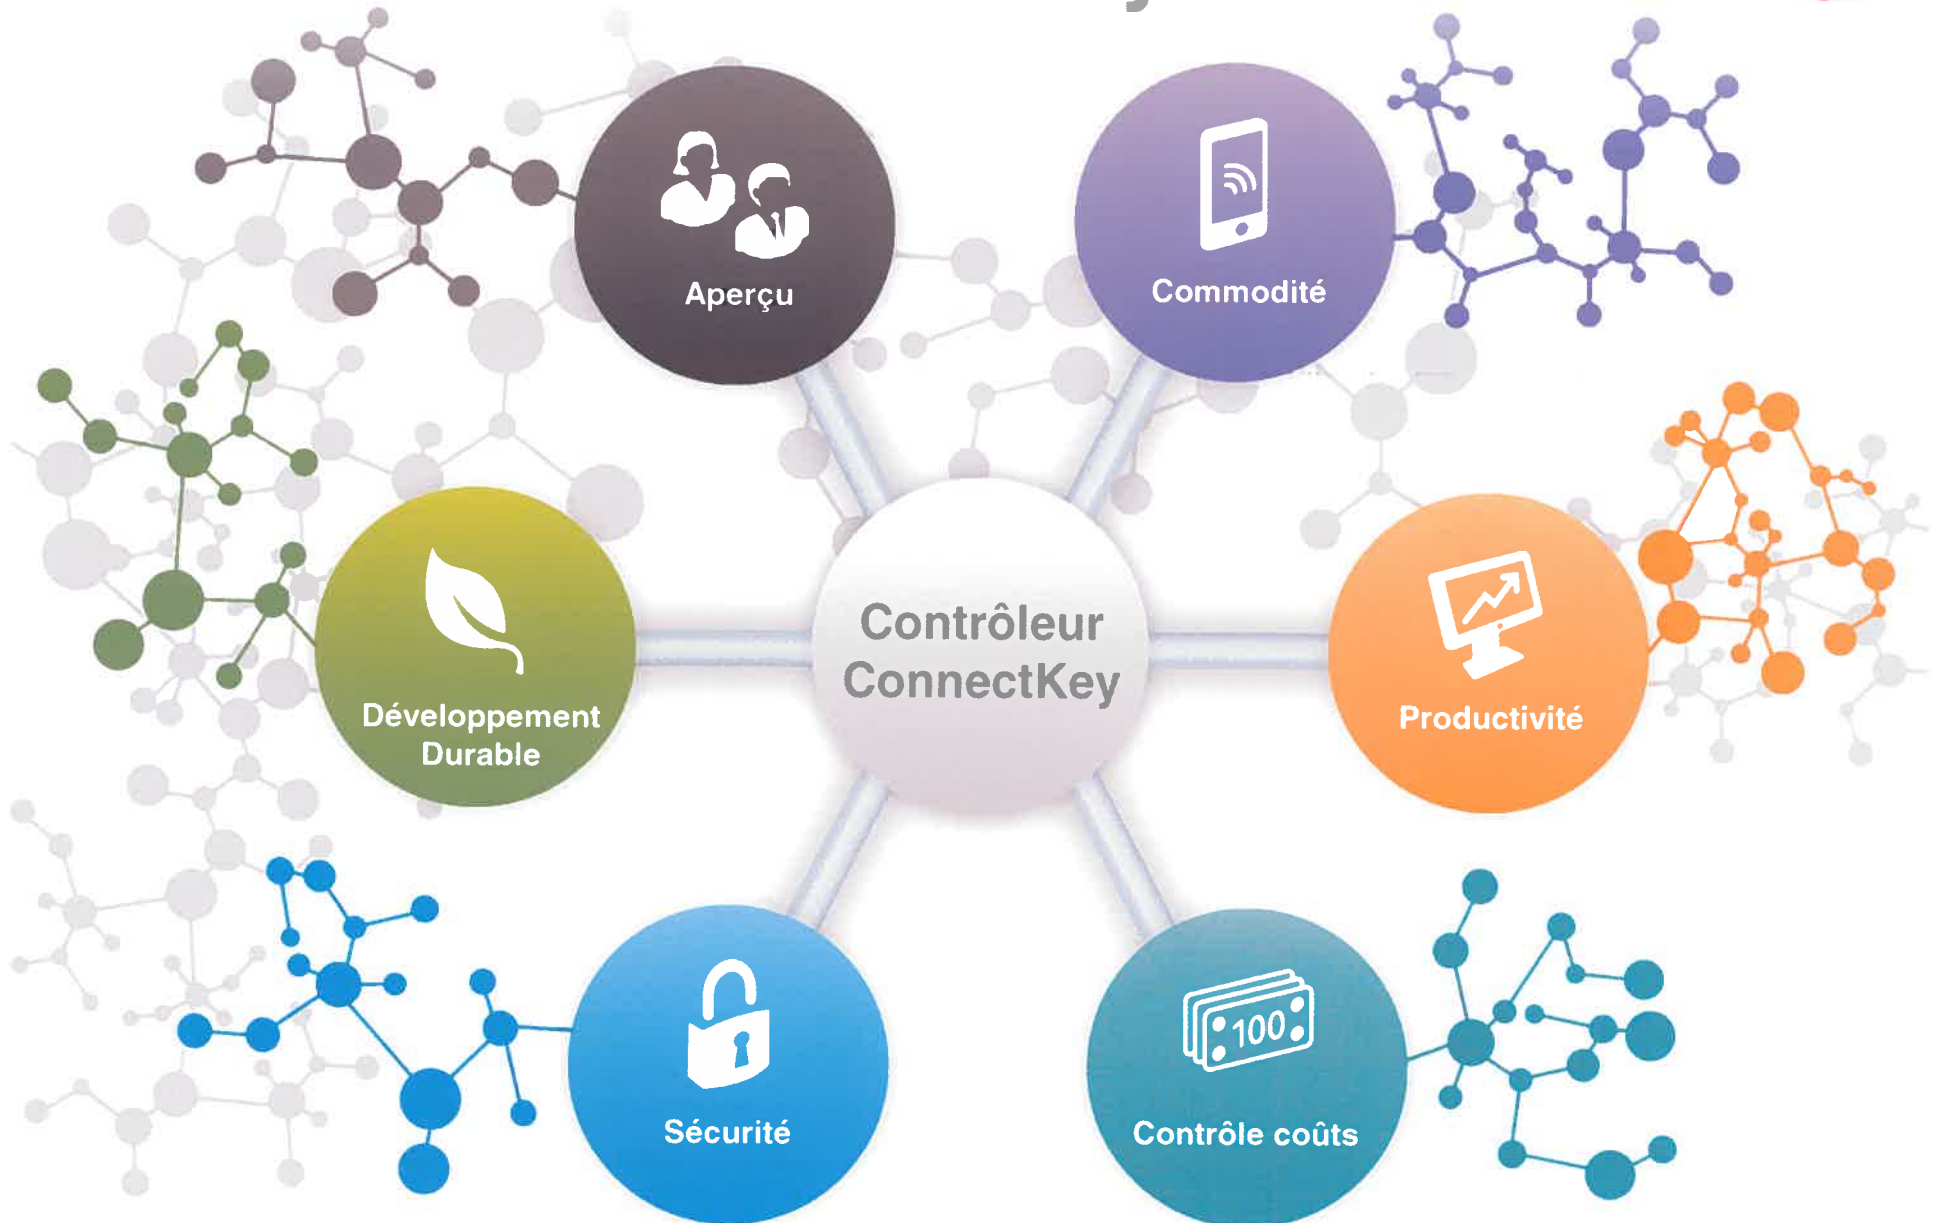 Aperçu
Commodité
Contrôleur
ConnectKey
Développement
Durable
Productivité
100
Sécurité
Contrôle coûts